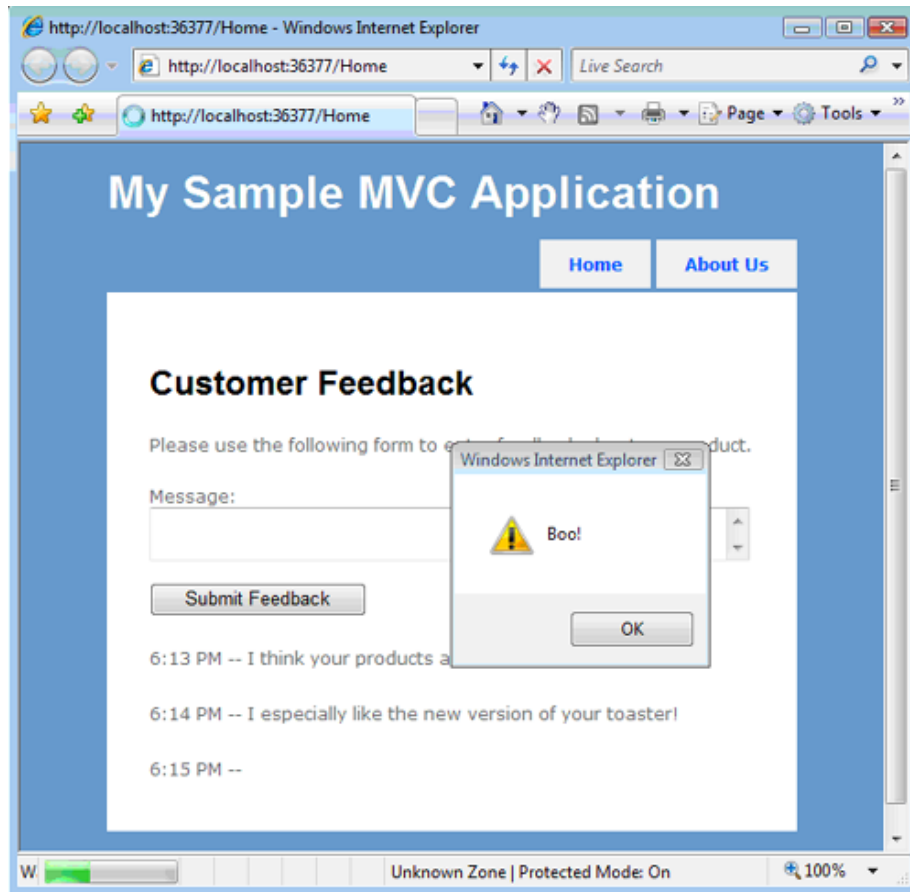 http://localhost:36377/Home - Windows Internet Explorer
http://localhost:36377/Home
Live Search
http://localhost:36377/Home
Page
Tools
My Sample MVC Application
Home
About Us
Customer Feedback
Please use the following form to duct.
Message:
Windows Internet Explorer
Boo!
OK
Submit Feedback
6:13 PM -- I think your products a
6:14 PM -- I especially like the new version of your toaster!
6:15 PM --
W
Unknown Zone | Protected Mode: On
100%